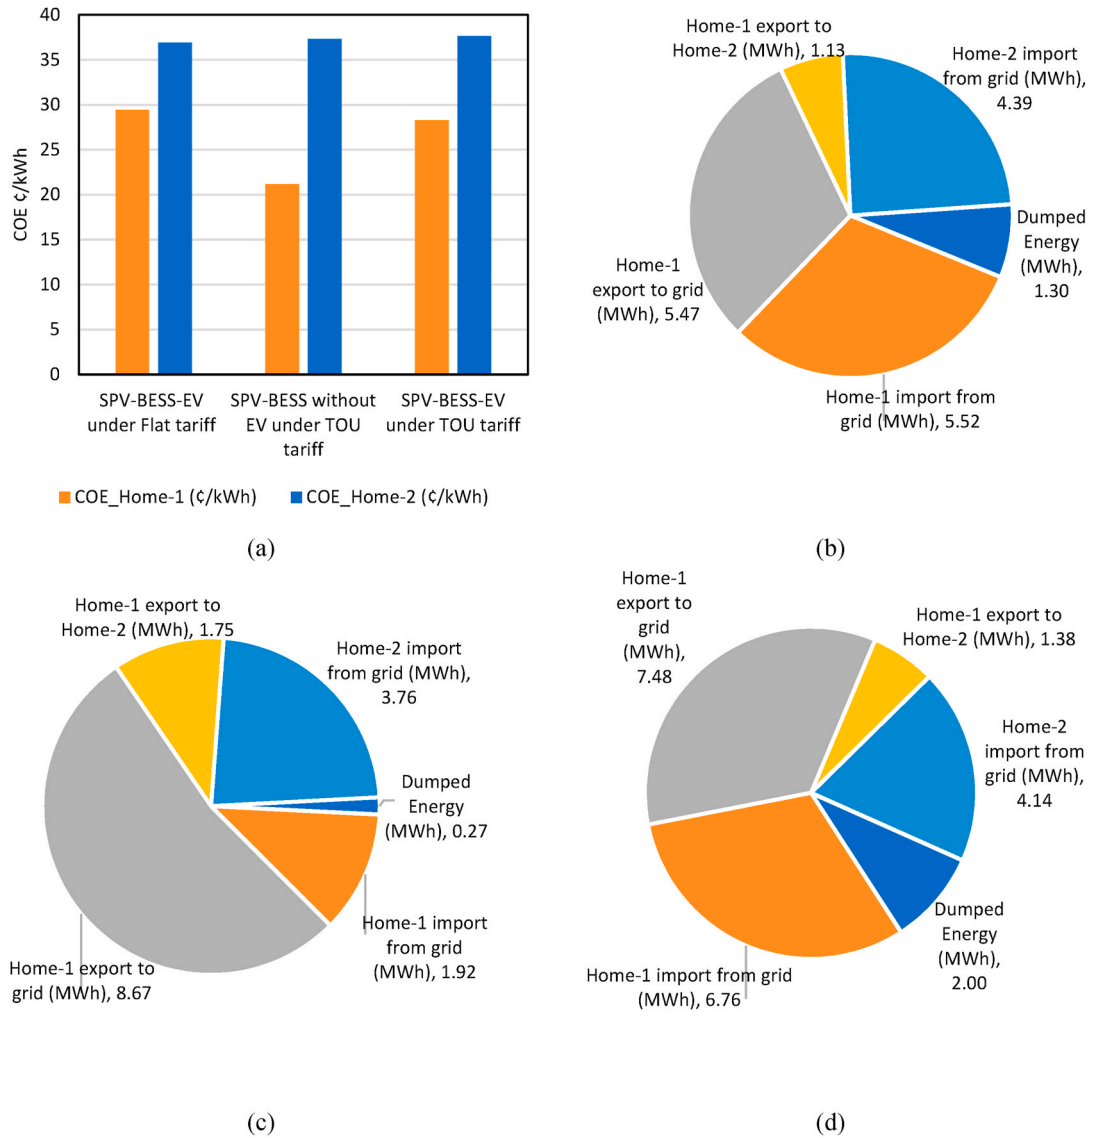 40
35
30
25
20
15
10
5
0
COE ¢/kWh
SPV-BESS-EV
under Flat tariff
SPV-BESS without
EV under TOU
tariff
SPV-BESS-EV
under TOU tariff
COE_Home-1 (¢/kWh)
COE_Home-2 (¢/kWh)
(a)
Home-1 export to
Home-2 (MWh), 1.13
Home-2 import
from grid (MWh),
4.39
Dumped
Energy
(MWh),
1.30
Home-1
export to grid
(MWh), 5.47
Home-1 import from
grid (MWh), 5.52
(b)
Home-1 export to
Home-2 (MWh), 1.75
Home-2 import
from grid (MWh),
3.76
Dumped
Energy
(MWh), 0.27
Home-1 import
from grid
(MWh), 1.92
Home-1 export to
grid (MWh), 8.67
(c)
Home-1
export to
grid
(MWh),
7.48
Home-1 export to
Home-2 (MWh), 1.38
Home-2
import from
grid (MWh),
4.14
Dumped
Energy
(MWh),
2.00
Home-1 import from grid
(MWh), 6.76
(d)